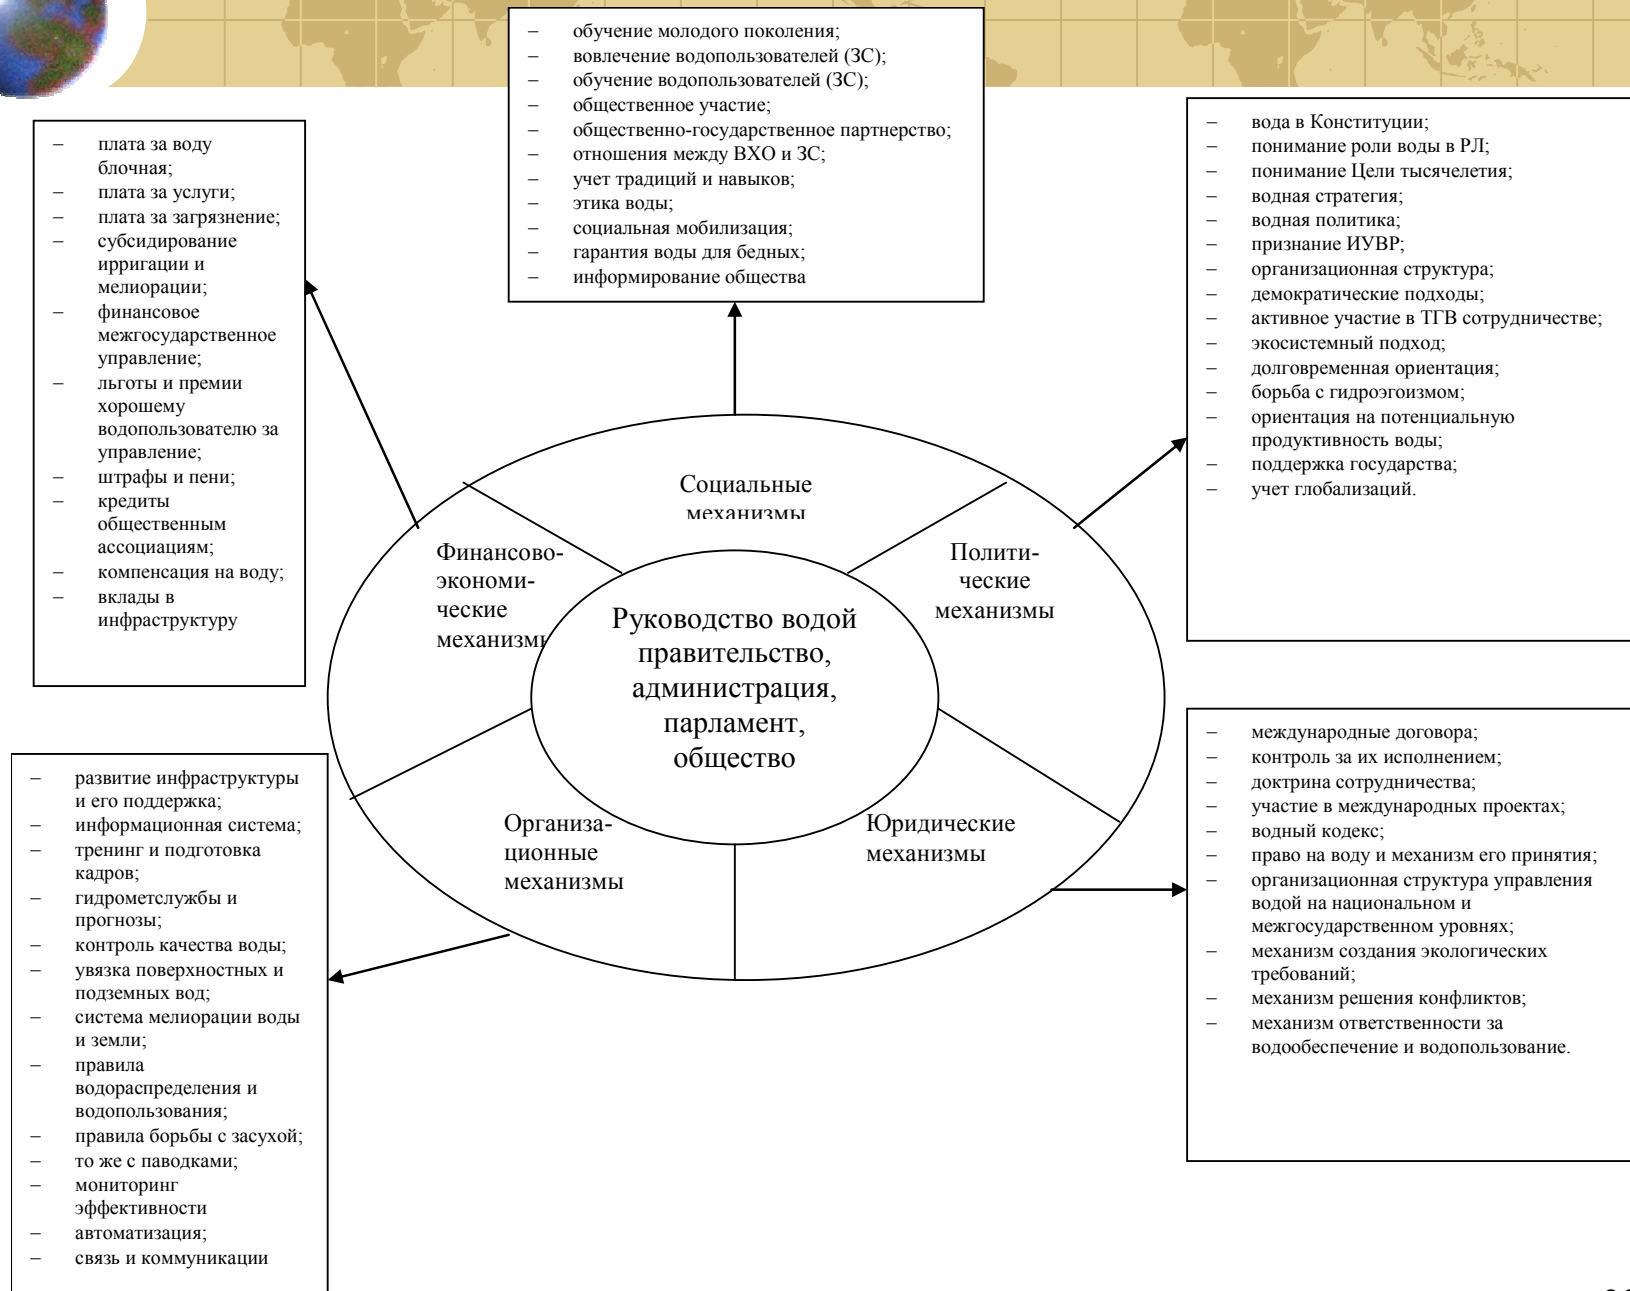 – обучение молодого поколения;
– вовлечение водопользователей (ЗС);
– обучение водопользователей (ЗС);
– общественное участие;
– общественно-государственное партнерство;
– отношения между ВХО и ЗС;
– учет традиций и навыков;
– этика воды;
– социальная мобилизация;
– гарантия воды для бедных;
– информирование общества
– плата за воду
блочная;
– плата за услуги;
– плата за загрязнение;
– субсидирование
ирригации и
мелиорации;
– финансовое
межгосударственное
управление;
– льготы и премии
хорошему
водопользователю за
управление;
– штрафы и пени;
– кредиты
общественным
ассоциациям;
– компенсация на воду;
– вклады в
инфраструктуру
– вода в Конституции;
– понимание роли воды в РЛ;
– понимание Цели тысячелетия;
– водная стратегия;
– водная политика;
– признание ИУВР;
– организационная структура;
– демократические подходы;
– активное участие в ТГВ сотрудничестве;
– экосистемный подход;
– долговременная ориентация;
– борьба с гидроэгоизмом;
– ориентация на потенциальную
продуктивность воды;
– поддержка государства;
– учет глобализаций.
Социальные
механизмы
Финансово-
экономи-
ческие
механизмы
Полити-
ческие
механизмы
Руководство водой
правительство,
администрация,
парламент,
общество
Организа-
ционные
механизмы
Юридические
механизмы
– развитие инфраструктуры
и его поддержка;
– информационная система;
– тренинг и подготовка
кадров;
– гидрометслужбы и
прогнозы;
– контроль качества воды;
– увязка поверхностных и
подземных вод;
– система мелиорации воды
и земли;
– правила
водораспределения и
водопользования;
– правила борьбы с засухой;
– то же с паводками;
– мониторинг
эффективности
– автоматизация;
– связь и коммуникации
– международные договора;
– контроль за их исполнением;
– доктрина сотрудничества;
– участие в международных проектах;
– водный кодекс;
– право на воду и механизм его принятия;
– организационная структура управления
водой на национальном и
межгосударственном уровнях;
– механизм создания экологических
требований;
– механизм решения конфликтов;
– механизм ответственности за
водообеспечение и водопользование.